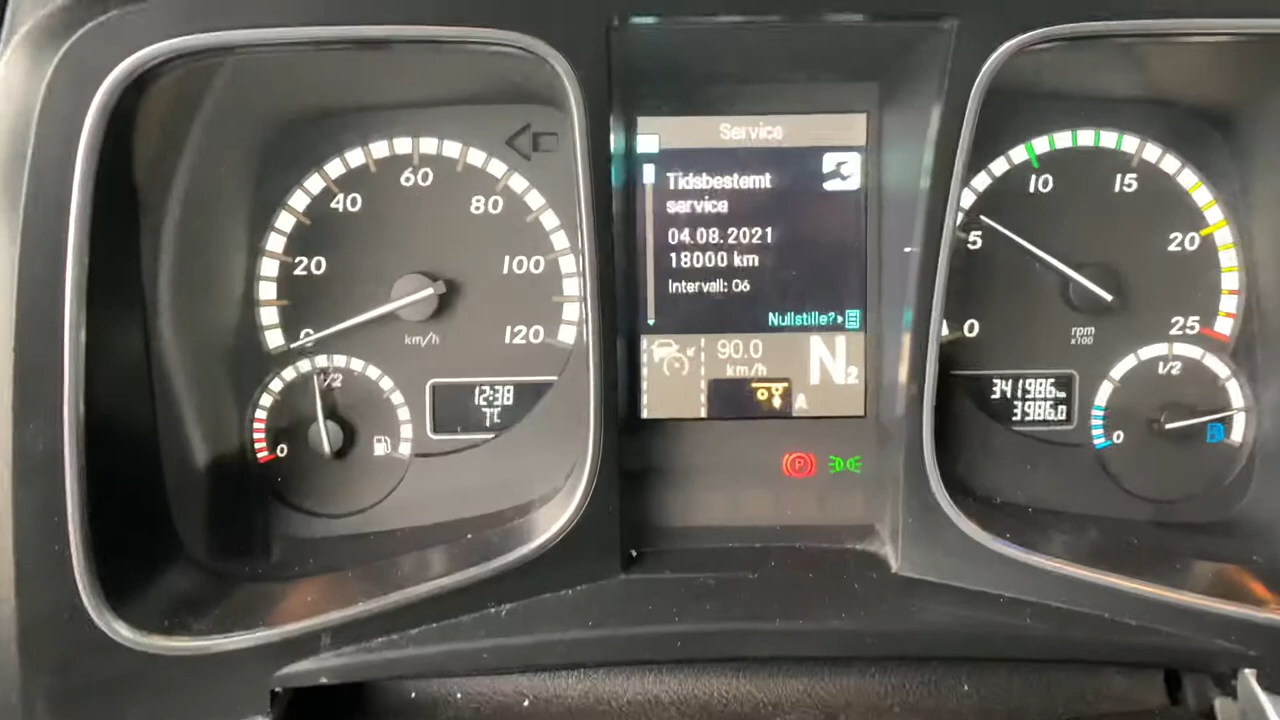 Service
Tidsbestemt
service
04.08.2021
18000 km
Intervall: 06
Nullstille?
90.0
km/h
N2
A
0
20
40
60
80
100
120
km/h
0
1/2
12:38
7°C
P
0
5
10
15
20
25
rpm
x100
341986km
3986.0
0
1/2